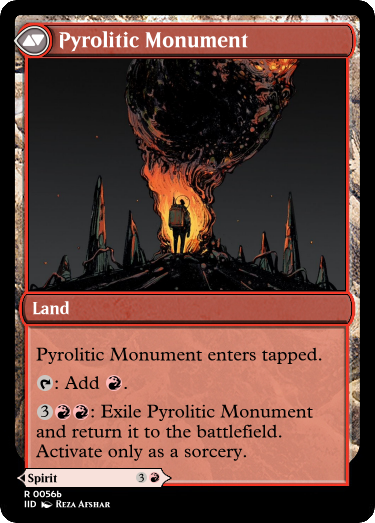 Pyrolitic Monument
Land
Pyrolitic Monument enters tapped.
: Add .
3: Exile Pyrolitic Monument
and return it to the battlefield.
Activate only as a sorcery.
Spirit 3
R 0056b
IID Reza Afshar